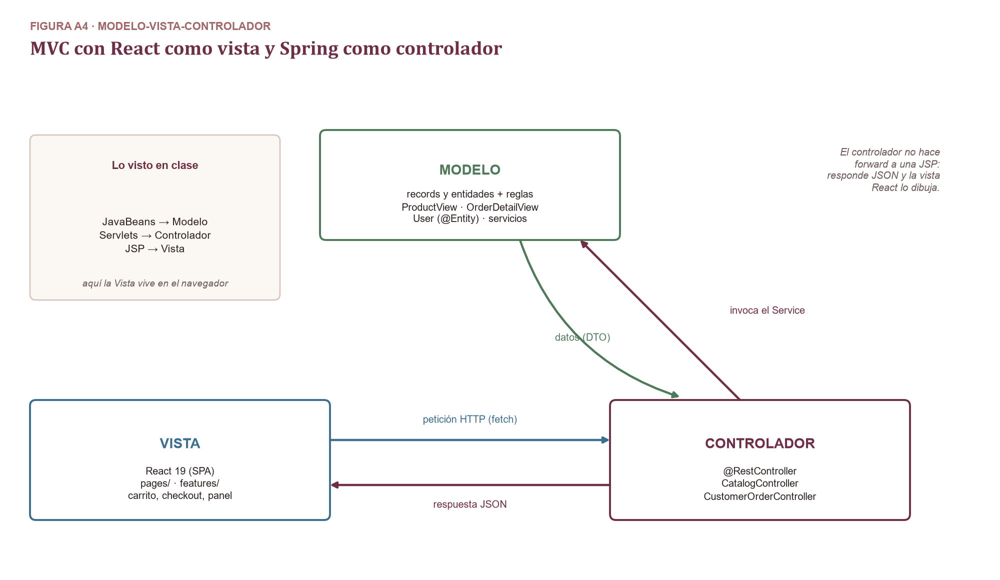 FIGURA A4 · MODELO-VISTA-CONTROLADOR
MVC con React como vista y Spring como controlador
Lo visto en clase
JavaBeans → Modelo
Servlets → Controlador
JSP → Vista
aquí la Vista vive en el navegador
MODELO
records y entidades + reglas
ProductView · OrderDetailView
User (@Entity) · servicios
El controlador no hace
forward a una JSP:
responde JSON y la vista
React lo dibuja.
invoca el Service
datos (DTO)
petición HTTP (fetch)
respuesta JSON
VISTA
React 19 (SPA)
pages/ · features/
carrito, checkout, panel
CONTROLADOR
@RestController
CatalogController
CustomerOrderController